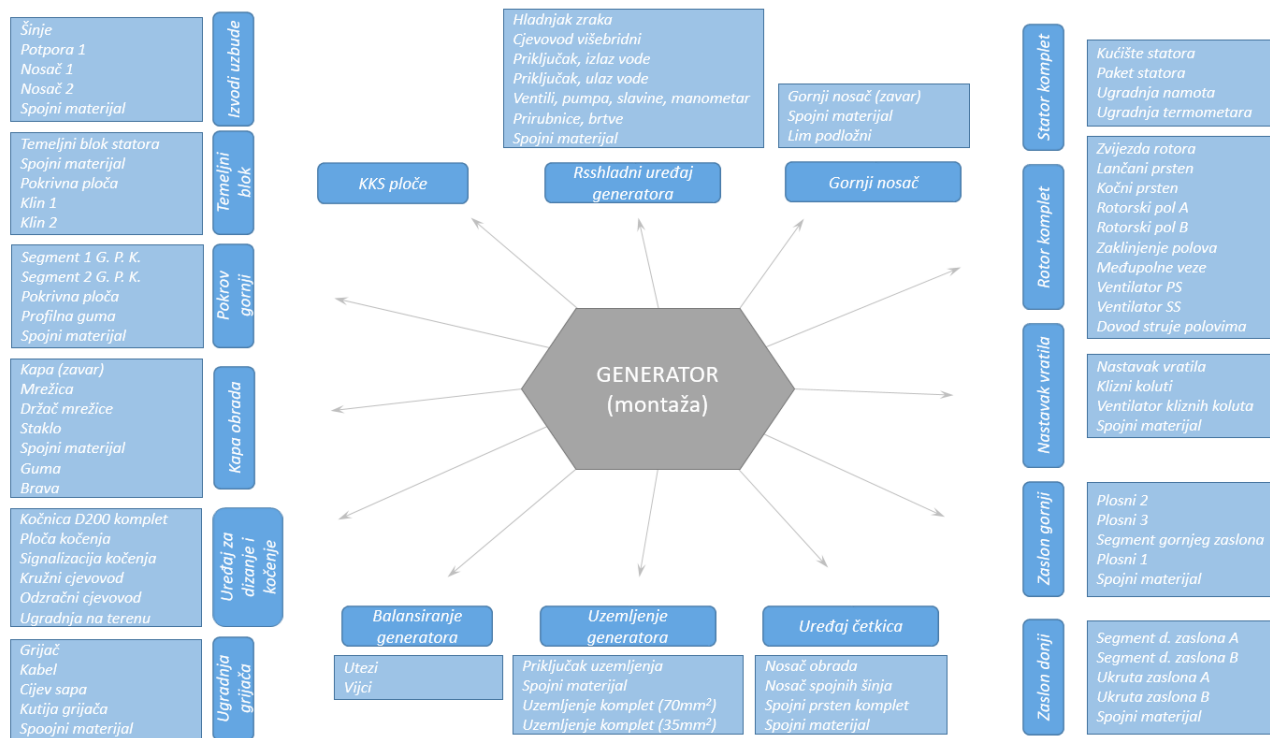 Šinje
Potpora 1
Nosač 1
Nosač 2
Spojni materijal
Izvodi uzbude
Temeljni blok statora
Spojni materijal
Pokrivna ploča
Klin 1
Klin 2
Temeljni
blok
Segment 1 G. P. K.
Segment 2 G. P. K.
Pokrivna ploča
Profilna guma
Spojni materijal
Pokrov
gornji
Kapa (zavar)
Mrežica
Držač mrežice
Staklo
Spojni materijal
Guma
Brava
Kapa obrada
Kočnica D200 komplet
Ploča kočenja
Signalizacija kočenja
Kružni cjevovod
Odzračni cjevovod
Ugradnja na terenu
Uređaj za
dizanje i
kočenje
Grijač
Kabel
Cijev sapa
Kutija grijača
Spoojni materijal
Ugradnja
grijača
KKS ploče
Hladnjak zraka
Cjevovod višebridni
Priključak, izlaz vode
Priključak, ulaz vode
Ventili, pumpa, slavine, manometar
Prirubnice, brtve
Spojni materijal
Rsshladni uređaj
generatora
Gornji nosač (zavar)
Spojni materijal
Lim podložni
Gornji nosač
GENERATOR
(montaža)
Balansiranje
generatora
Utezi
Vijci
Uzemljenje
generatora
Priključak uzemljenja
Spojni materijal
Uzemljenje komplet (70mm²)
Uzemljenje komplet (35mm²)
Uređaj četkica
Nosač obrada
Nosač spojnih šinja
Spojni prsten komplet
Spojni materijal
Stator komplet
Kućište statora
Paket statora
Ugradnja namota
Ugradnja termometara
Rotor komplet
Zvijezda rotora
Lančani prsten
Kočni prsten
Rotorski pol A
Rotorski pol B
Zaklinjenje polova
Međupolne veze
Ventilator PS
Ventilator SS
Dovod struje polovima
Nastavak vratila
Nastavak vratila
Klizni koluti
Ventilator kliznih koluta
Spojni materijal
Zaslon gornji
Plosni 2
Plosni 3
Segment gornjeg zaslona
Plosni 1
Spojni materijal
Zaslon donji
Segment d. zaslona A
Segment d. zaslona B
Ukruta zaslona A
Ukruta zaslona B
Spojni materijal